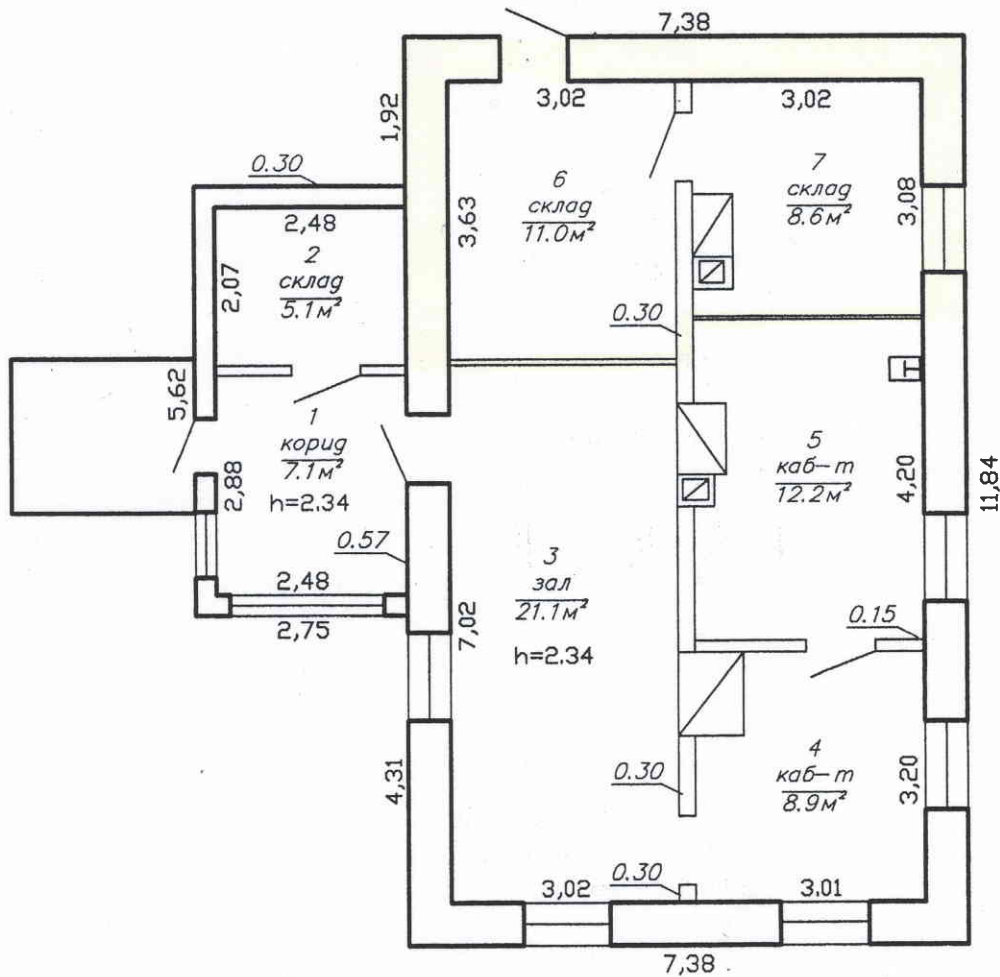 7,38
1,92
3,02
3,02
0.30
6
склад
11.0м²
7
склад
8.6м²
3,08
3,63
2,48
2
склад
5.1м²
2,07
0.30
5,62
1
корид
7.1м²
h=2.34
2,88
5
каб-т
12.2м²
4,20
11,84
0.57
3
зал
21.1м²
h=2.34
2,48
2,75
7,02
0.15
4
каб-т
8.9м²
3,20
4,31
0.30
0.30
3,02
3.01
7,38